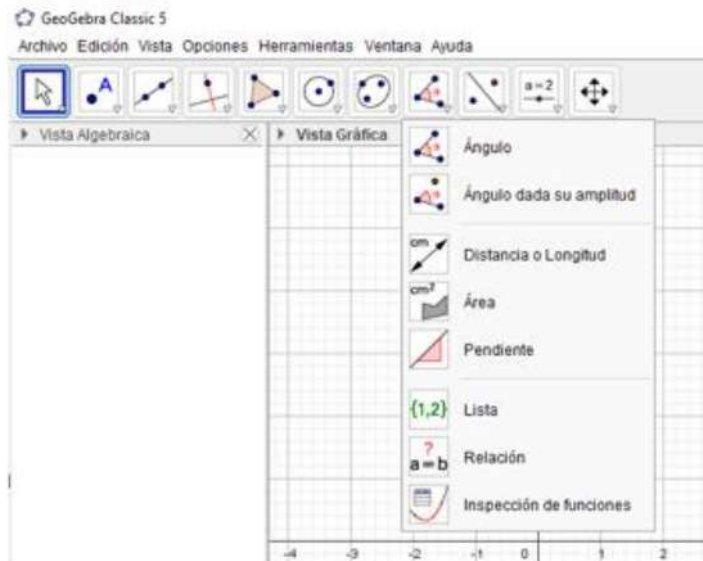 GeoGebra Classic 5
Archivo Edición Vista Opciones Herramientas Ventana Ayuda
A
a=2
Vista Algebraica
Vista Gráfica
Ángulo
Ángulo dada su amplitud
cm
Distancia o Longitud
cm²
Área
Pendiente
{1,2}
Lista
?
a=b
Relación
Inspección de funciones
-4 -3 -2 -1 0 1 2